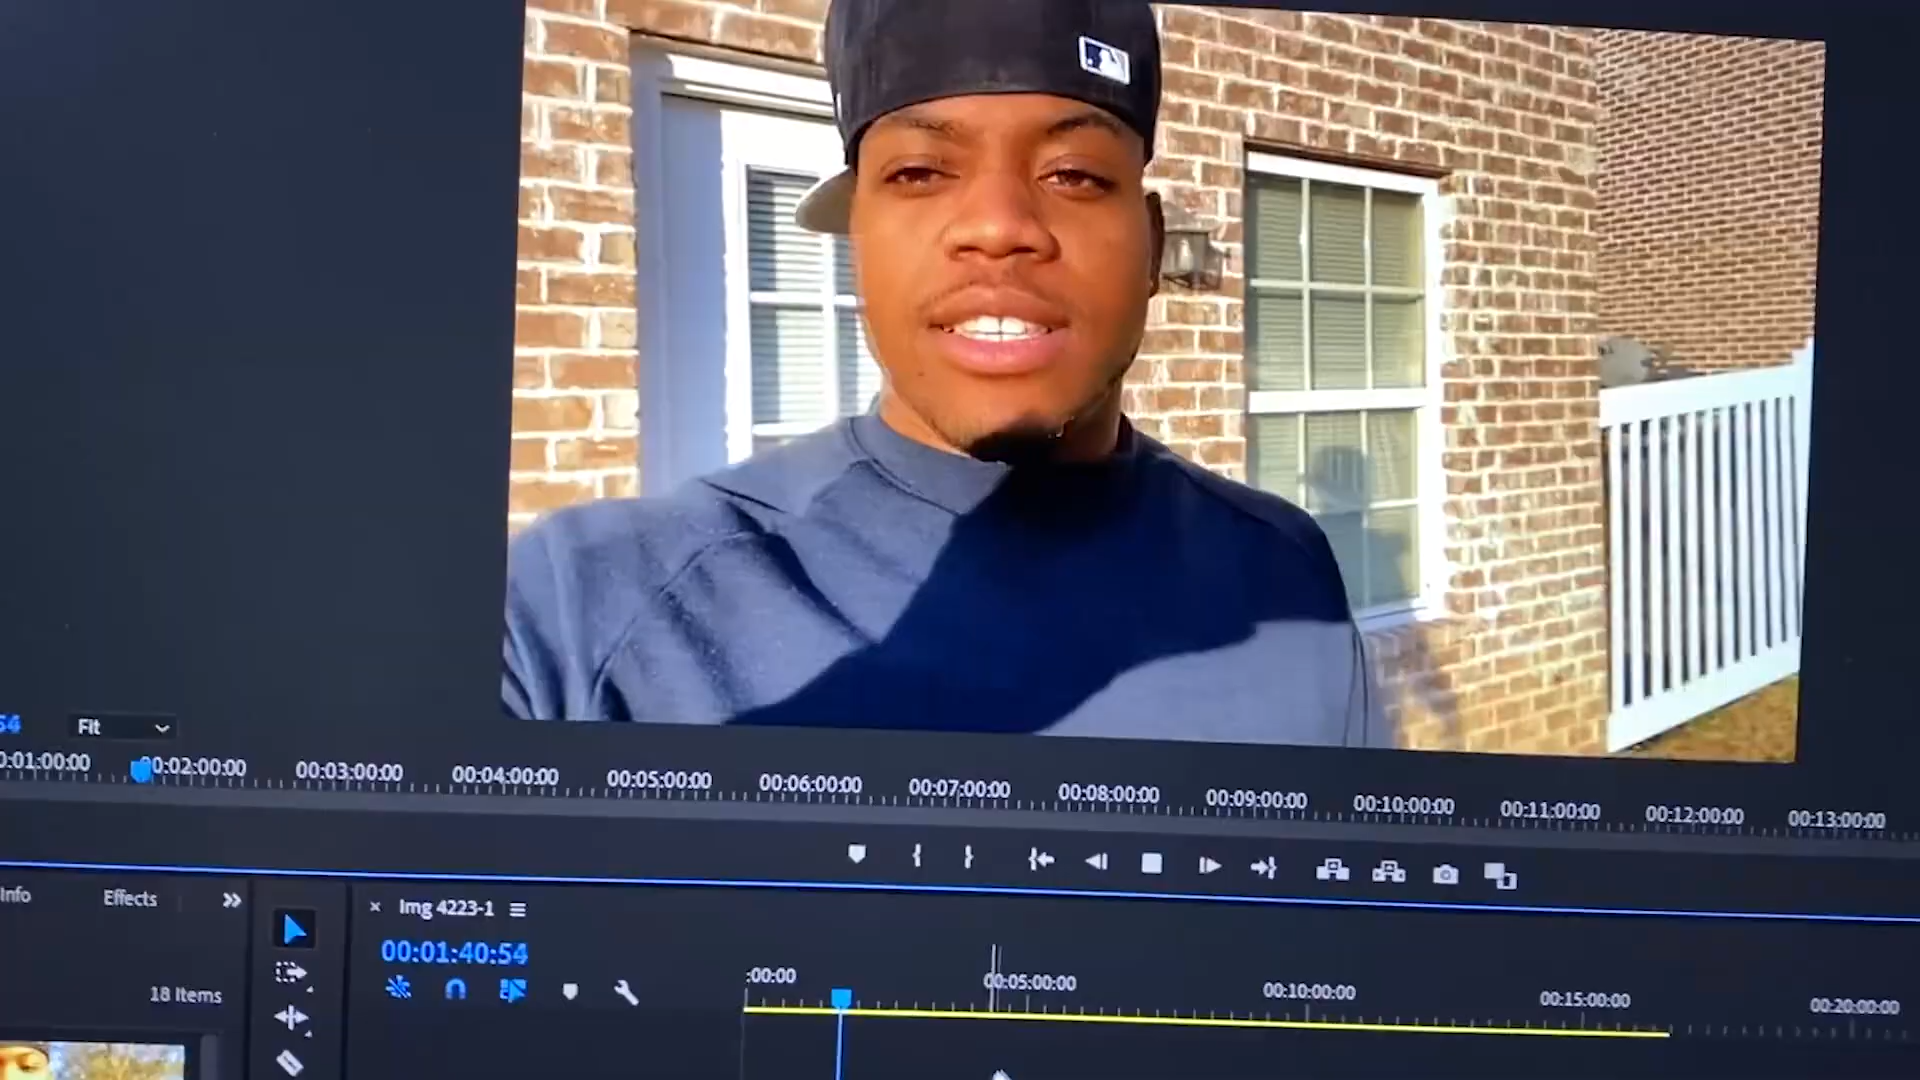 54 Fit
0:01:00:00 00:02:00:00 00:03:00:00 00:04:00:00 00:05:00:00 00:06:00:00 00:07:00:00 00:08:00:00 00:09:00:00 00:10:00:00 00:11:00:00 00:12:00:00 00:13:00:00
Info Effects
Img 4223-1
00:01:40:54
18 Items
:00:00 00:05:00:00 00:10:00:00 00:15:00:00 00:20:00:00